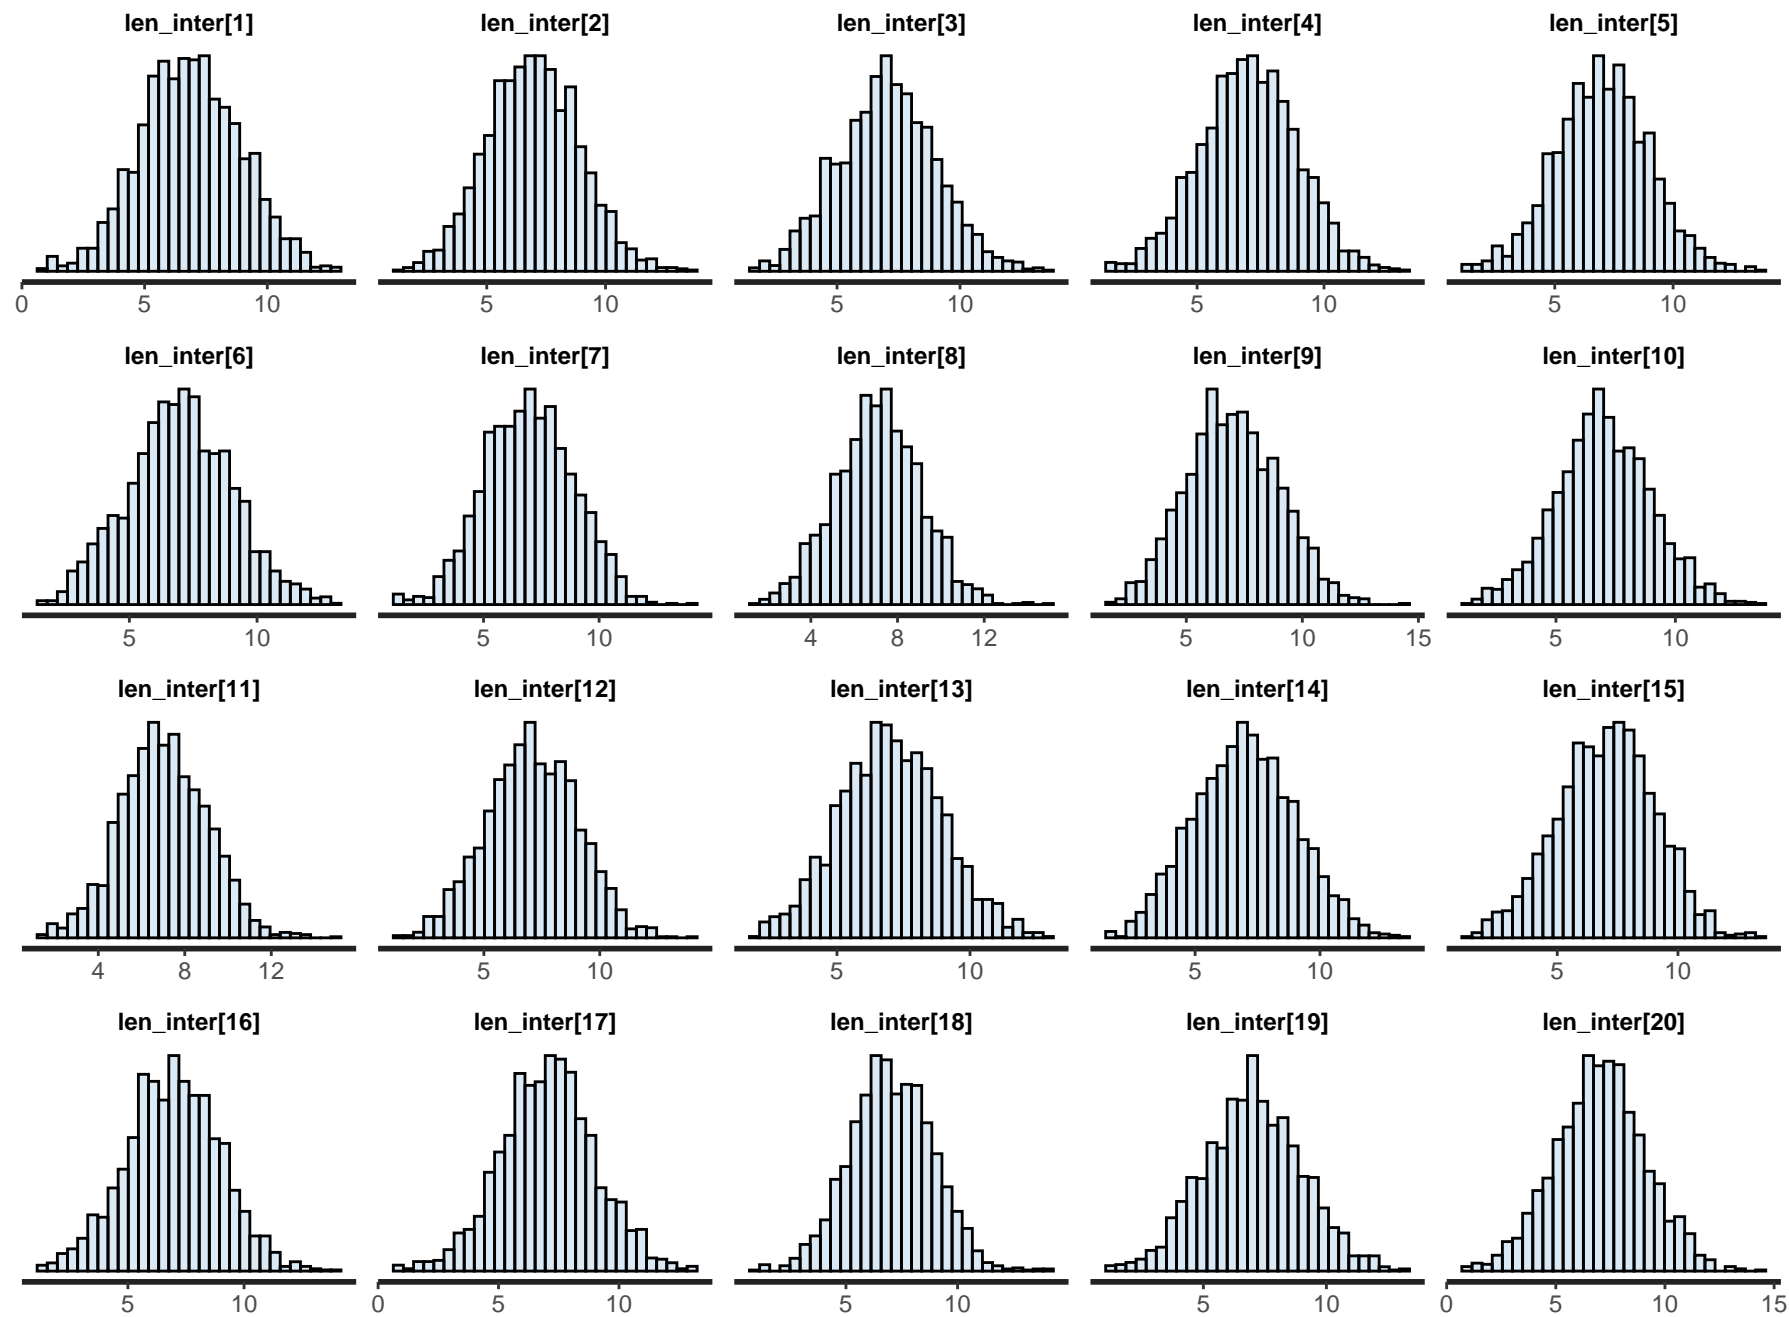 len_inter[1] len_inter[2] len_inter[3] len_inter[4] len_inter[5]
0 5 10 5 10 5 10 5 10 5 10
len_inter[6] len_inter[7] len_inter[8] len_inter[9] len_inter[10]
5 10 5 10 4 8 12 5 10 15 5 10
len_inter[11] len_inter[12] len_inter[13] len_inter[14] len_inter[15]
4 8 12 5 10 5 10 5 10 5 10
len_inter[16] len_inter[17] len_inter[18] len_inter[19] len_inter[20]
5 10 0 5 10 5 10 5 10 0 5 10 15